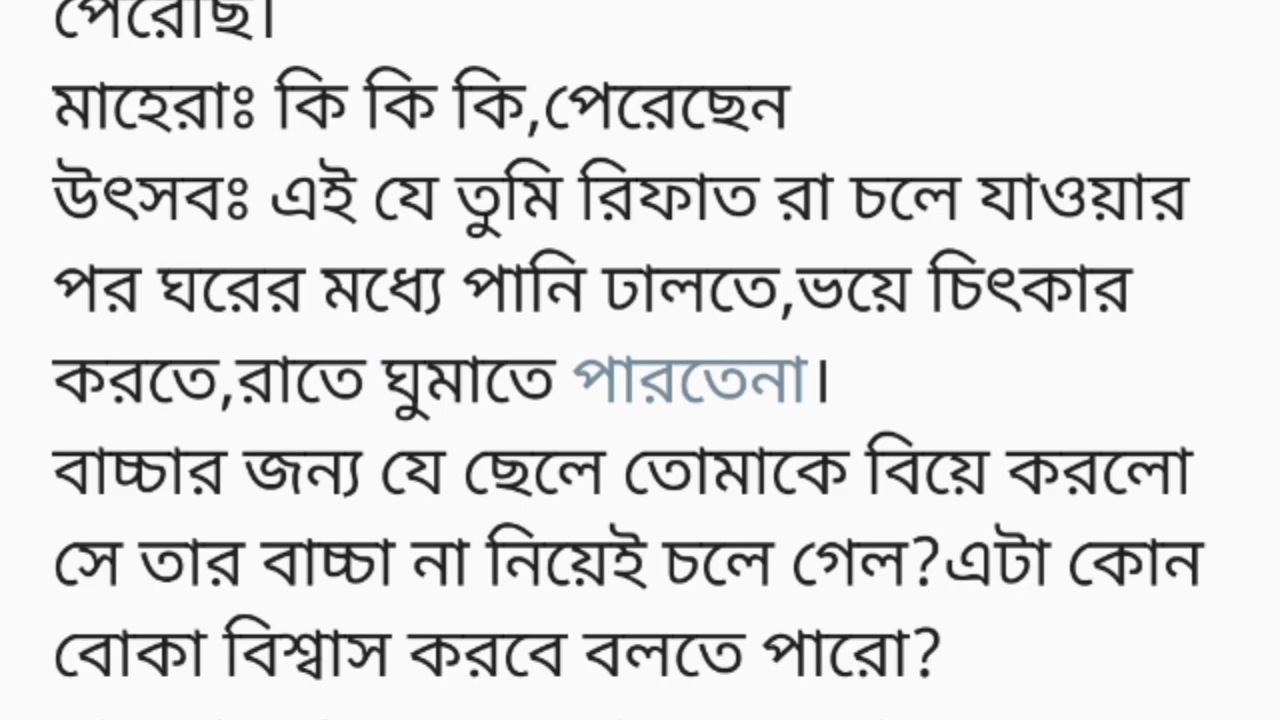 পেরেছি।
মাহেরাঃ কি কি কি,পেরেছেন
উৎসবঃ এই যে তুমি রিফাত রা চলে যাওয়ার
পর ঘরের মধ্যে পানি ঢালতে,ভয়ে চিৎকার
করতে,রাতে ঘুমাতে পারতেনা।
বাচ্চার জন্য যে ছেলে তোমাকে বিয়ে করলো
সে তার বাচ্চা না নিয়েই চলে গেল?এটা কোন
বোকা বিশ্বাস করবে বলতে পারো?